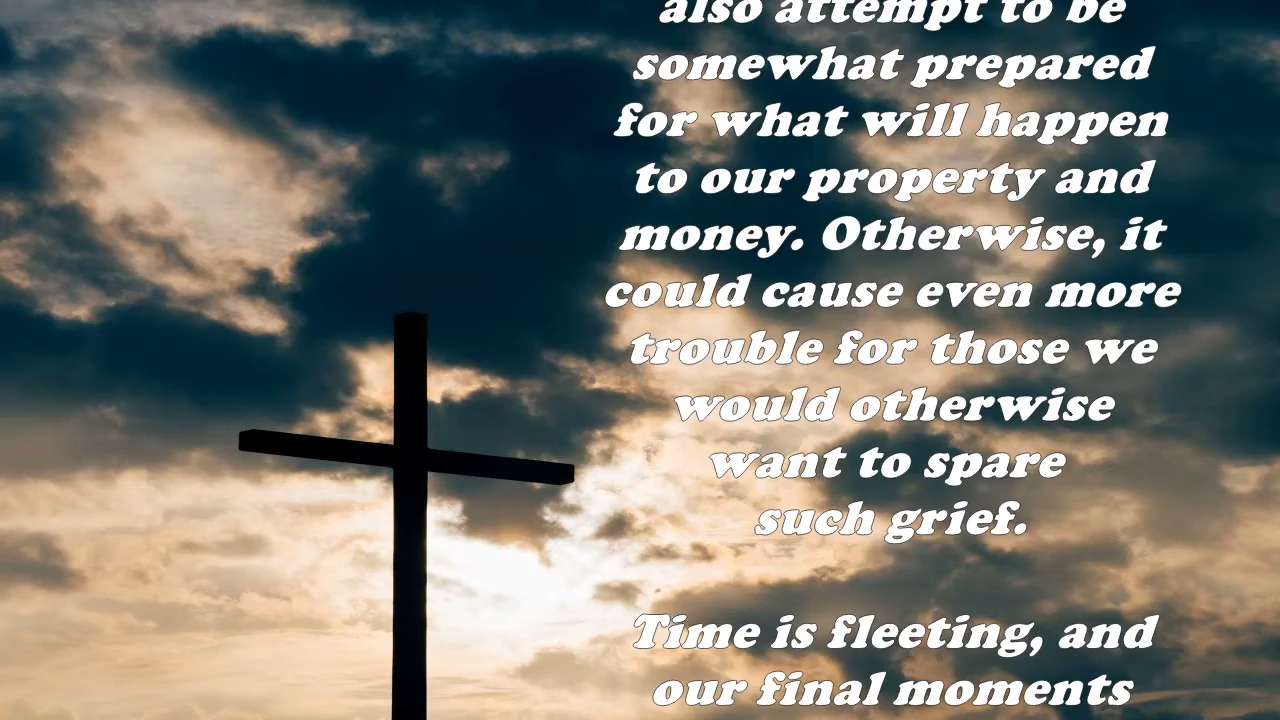 also attempt to be
somewhat prepared
for what will happen
to our property and
money. Otherwise, it
could cause even more
trouble for those we
would otherwise
want to spare
such grief.
Time is fleeting, and
our final moments